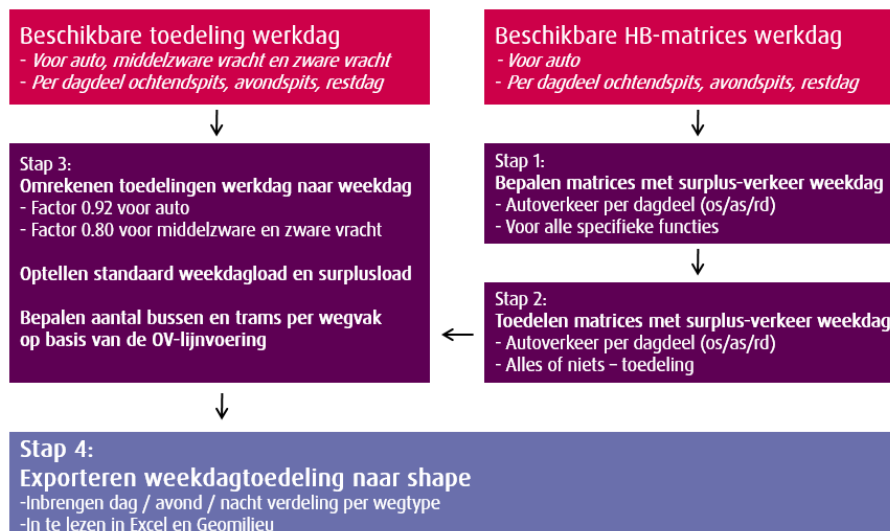 Beschikbare toedeling werkdag
- Voor auto, middelzware vracht en zware vracht
- Per dagdeel ochtendspits, avondspits, restdag
Beschikbare HB-matrices werkdag
- Voor auto
- Per dagdeel ochtendspits, avondspits, restdag
Stap 3:
Omrekenen toedelingen werkdag naar weekdag
- Factor 0.92 voor auto
- Factor 0.80 voor middelzware en zware vracht
Optellen standaard weekdagload en surplusload
Bepalen aantal bussen en trams per wegvak
op basis van de OV-lijnvoering
Stap 1:
Bepalen matrices met surplus-verkeer weekdag
- Autoverkeer per dagdeel (os/as/rd)
- Voor alle specifieke functies
Stap 2:
Toedelen matrices met surplus-verkeer weekdag
- Autoverkeer per dagdeel (os/as/rd)
- Alles of niets – toedeling
Stap 4:
Exporteren weekdagtoedeling naar shape
-Inbrengen dag / avond / nacht verdeling per wegtype
-In te lezen in Excel en Geomilieu